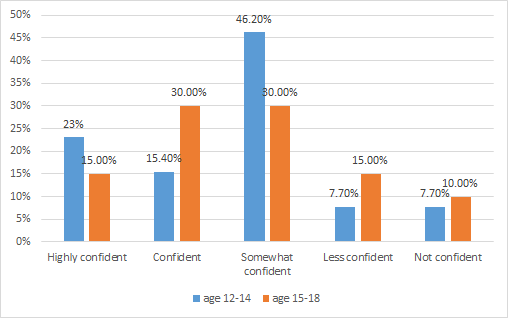 50%
45%
40%
35%
30%
25%
20%
15%
10%
5%
0%
23%
15.00%
15.40%
30.00%
46.20%
30.00%
7.70%
15.00%
7.70%
10.00%
Highly confident
Confident
Somewhat
confident
Less confident
Not confident
age 12-14
age 15-18